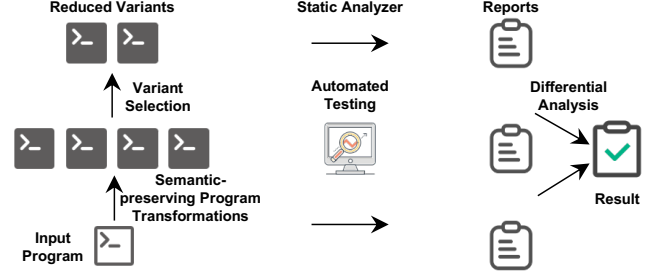 Reduced Variants
Static Analyzer
Reports
Variant
Selection
Automated
Testing
Differential
Analysis
Semantic-
preserving Program
Transformations
Result
Input
Program